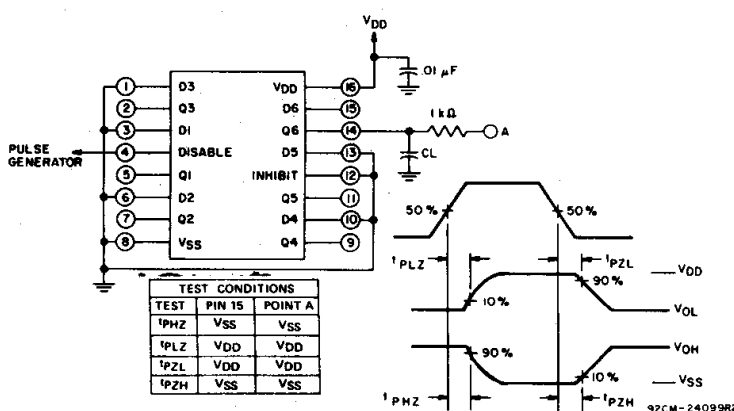 VDD
.01 µF
1 D3 VDD 16
2 Q3 D6 15
3 D1 Q6 14
1 kΩ
A
CL
PULSE GENERATOR
4 DISABLE D5 13
5 Q1 INHIBIT 12
6 D2 Q5 11
7 Q2 D4 10
8 VSS Q4 9
TEST CONDITIONS
TEST PIN 15 POINT A
tPHZ VSS VSS
tPLZ VDD VDD
tPZL VDD VDD
tPZH VSS VSS
50% 50%
tPLZ tPZL
VDD
90%
10%
VOL
VOH
90%
10%
VSS
tPHZ tPZH
92CM-24099R2